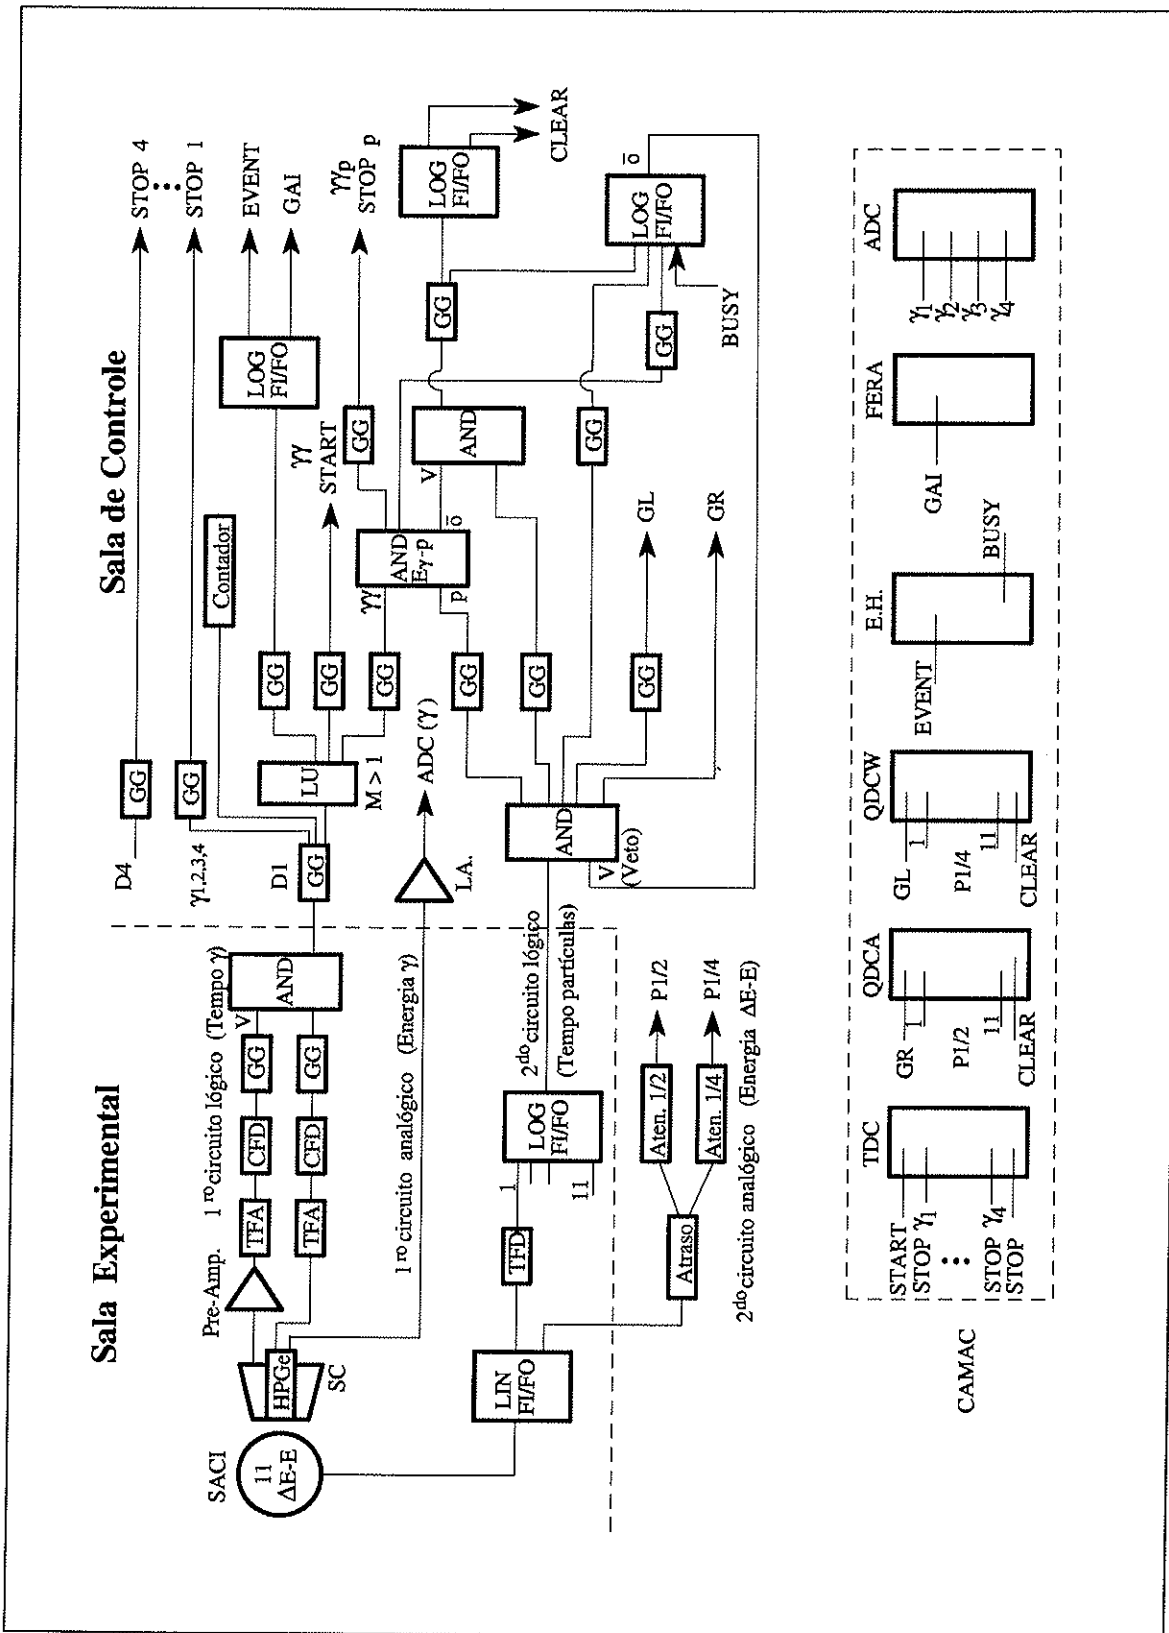 Sala Experimental
Sala de Controle
SACI
11
ΔE-E
HPGe
SC
Pre-Amp.
1ro circuito lógico (Tempo γ)
TFA
CFD
GG
V
AND
TFA
CFD
GG
1ro circuito analógico (Energia γ)
LIN
FI/FO
TFD
1
11
LOG
FI/FO
2do circuito lógico
(Tempo partículas)
Atraso
Aten. 1/2
Aten. 1/4
P1/2
P1/4
2do circuito analógico (Energia ΔE-E)
D4
GG
STOP 4
γ1,2,3,4
GG
STOP 1
D1
GG
Contador
LU
M > 1
GG
GG
GG
LOG
FI/FO
EVENT
GAI
γγ
START
LA.
ADC (γ)
γγ
p
AND
Eγ-p
o̅
GG
γγp
STOP p
V
AND
GG
LOG
FI/FO
CLEAR
AND
V
(Veto)
GG
GG
GG
GG
GG
LOG
FI/FO
o̅
BUSY
GL
GR
CAMAC
TDC
START
STOP γ1
STOP γ4
STOP
QDCA
GR
1
P1/2
11
CLEAR
QDCW
GL
1
P1/4
11
CLEAR
E.H.
EVENT
BUSY
FERA
GAI
ADC
γ1
γ2
γ3
γ4